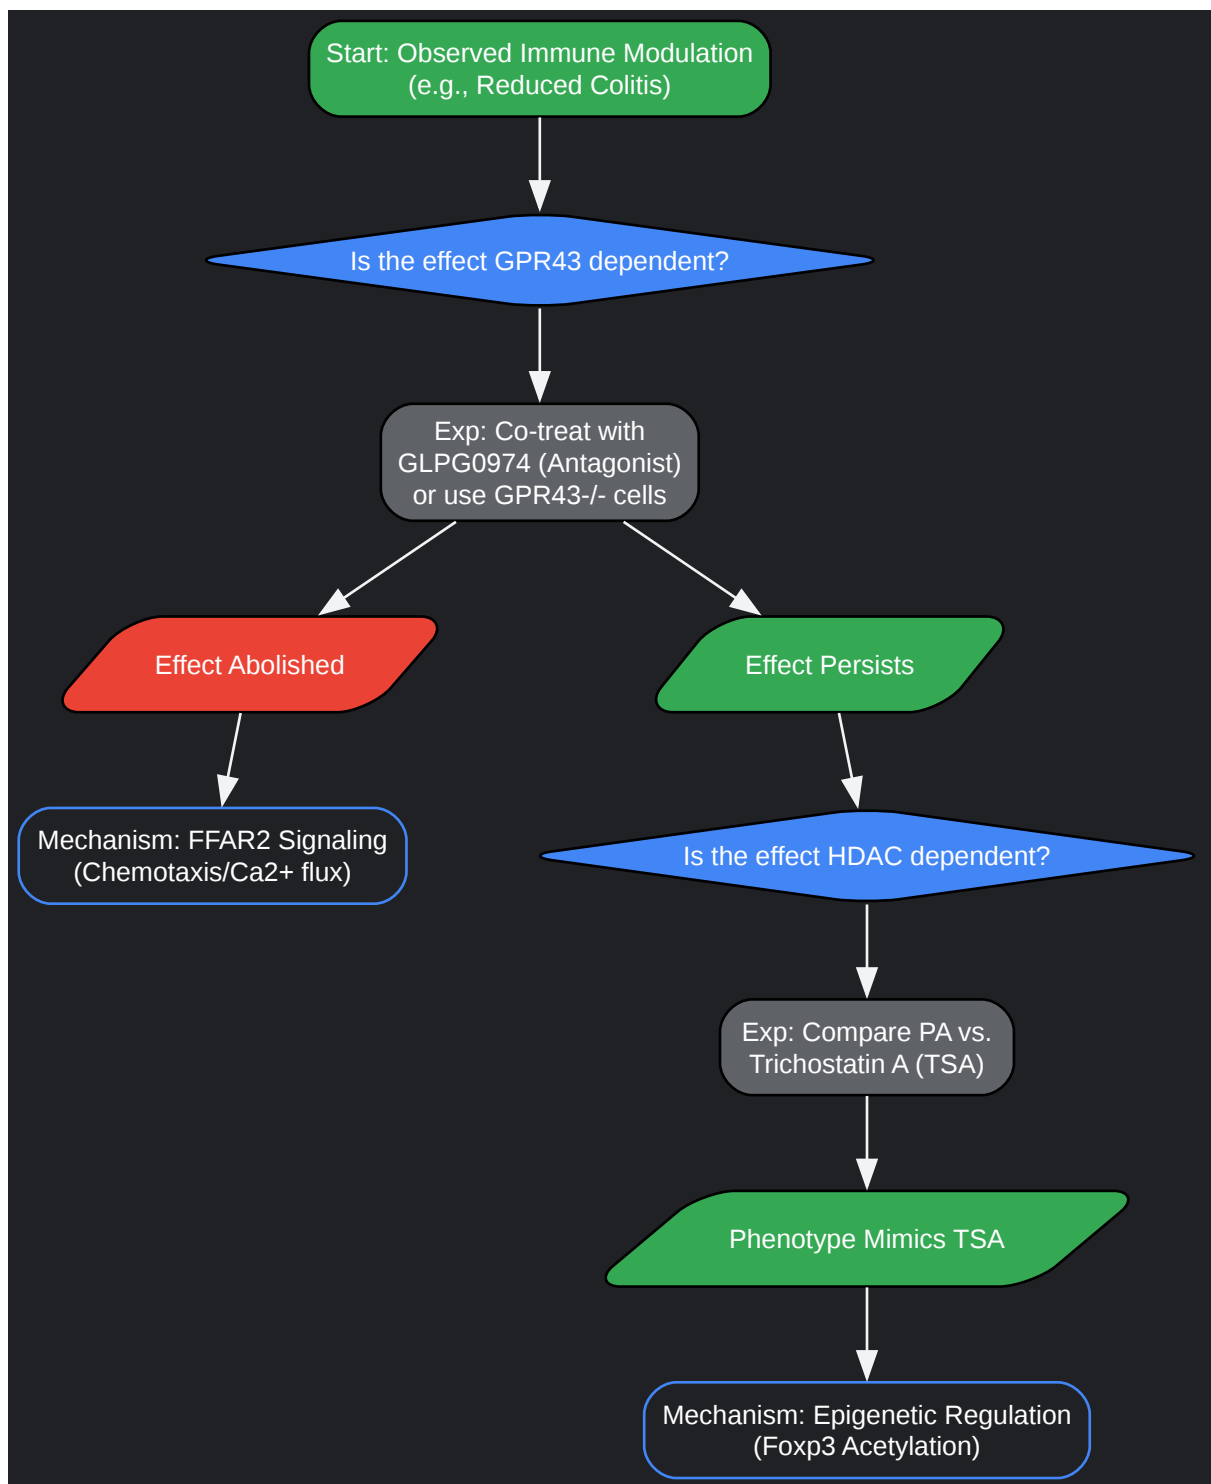 Start: Observed Immune Modulation
(e.g., Reduced Colitis)
Is the effect GPR43 dependent?
Exp: Co-treat with
GLPG0974 (Antagonist)
or use GPR43-/- cells
Effect Abolished
Effect Persists
Mechanism: FFAR2 Signaling
(Chemotaxis/Ca2+ flux)
Is the effect HDAC dependent?
Exp: Compare PA vs.
Trichostatin A (TSA)
Phenotype Mimics TSA
Mechanism: Epigenetic Regulation
(Foxp3 Acetylation)